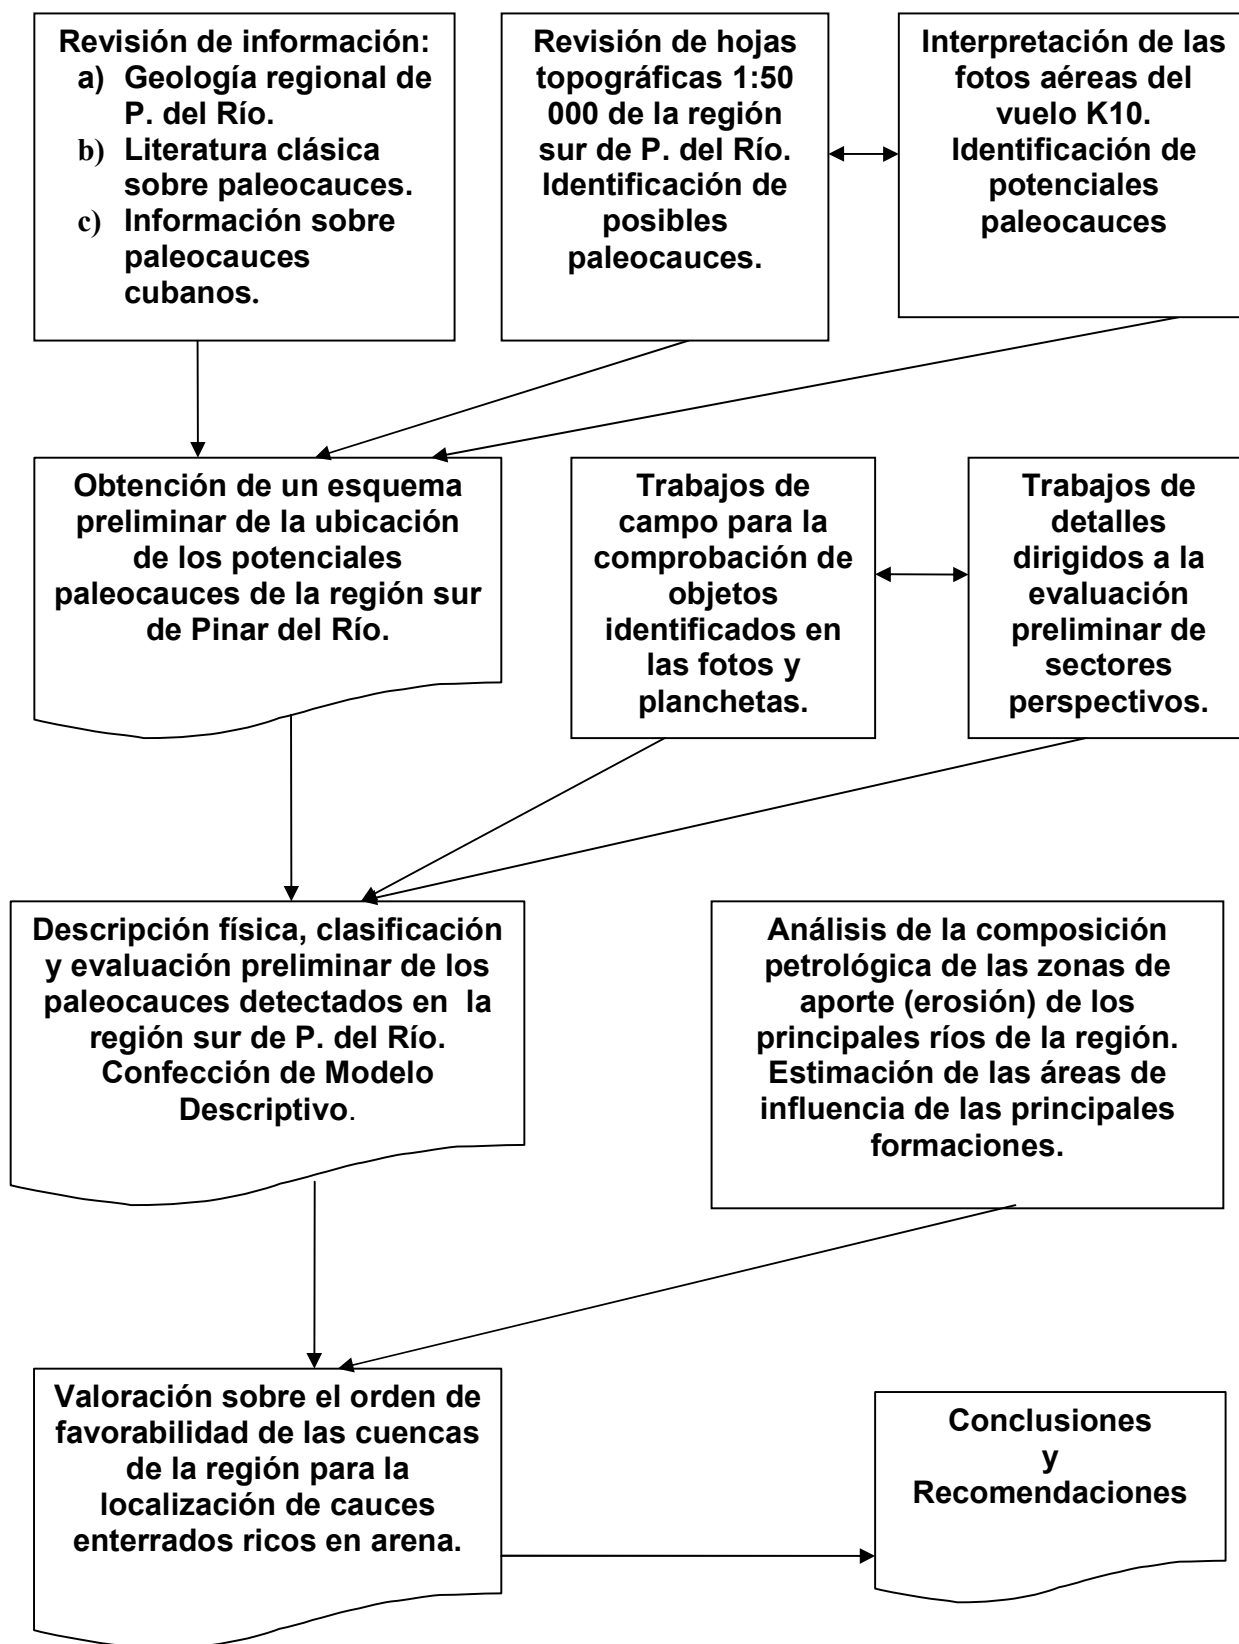 Revisión de información:
a) Geología regional de
P. del Río.
b) Literatura clásica
sobre paleocauces.
c) Información sobre
paleocauces
cubanos.
Revisión de hojas
topográficas 1:50
000 de la región
sur de P. del Río.
Identificación de
posibles
paleocauces.
Interpretación de las
fotos aéreas del
vuelo K10.
Identificación de
potenciales
paleocauces
Obtención de un esquema
preliminar de la ubicación
de los potenciales
paleocauces de la región sur
de Pinar del Río.
Trabajos de
campo para la
comprobación de
objetos
identificados en
las fotos y
planchetas.
Trabajos de
detalles
dirigidos a la
evaluación
preliminar de
sectores
perspectivos.
Descripción física, clasificación
y evaluación preliminar de los
paleocauces detectados en la
región sur de P. del Río.
Confección de Modelo
Descriptivo.
Análisis de la composición
petrológica de las zonas de
aporte (erosión) de los
principales ríos de la región.
Estimación de las áreas de
influencia de las principales
formaciones.
Valoración sobre el orden de
favorabilidad de las cuencas
de la región para la
localización de cauces
enterrados ricos en arena.
Conclusiones
y
Recomendaciones